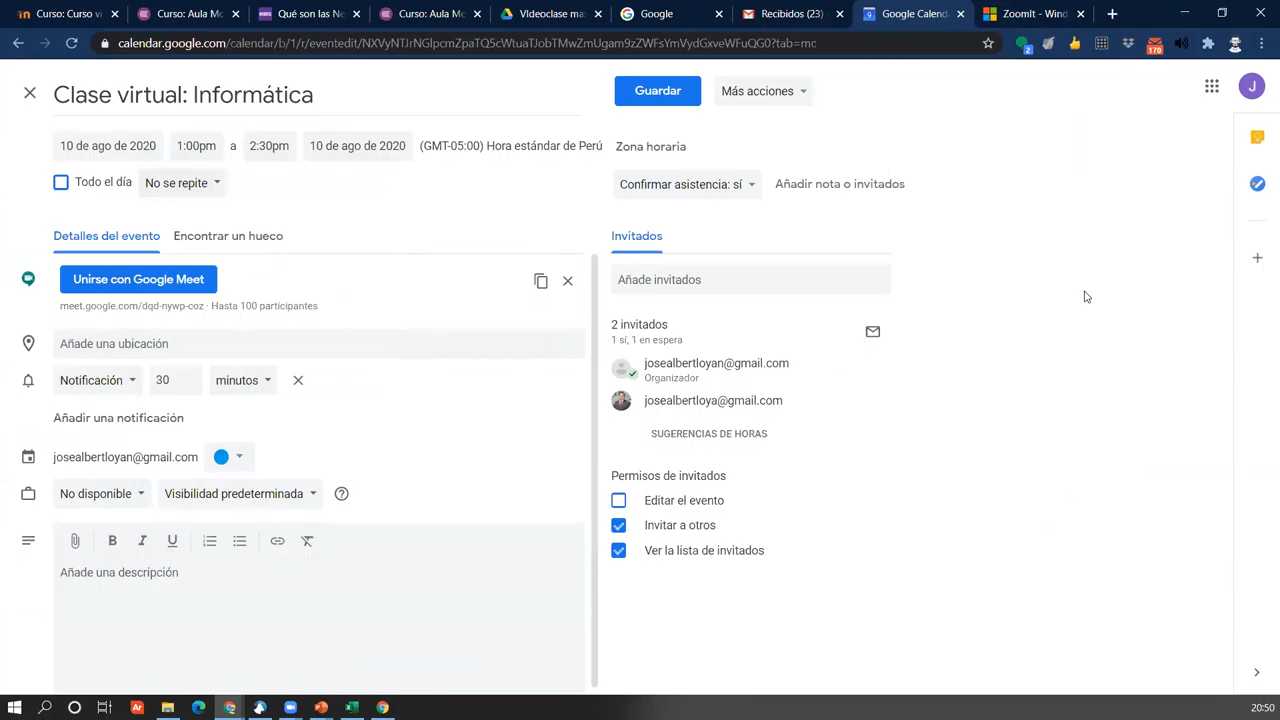 Curso: Curso vi
Curso: Aula Mo
Qué son las Ne
Curso: Aula Mo
VIdeoclase mas
Google
Recibidos (23)
Google Calend
ZoomIt - Wind
calendar.google.com/calendar/b/1/r/eventedit/NXVyNTJrNGlpcmZpaTQ5cWtuaTJobTMwZmUgam9zZWFsYmVydGxveWFuQG0?tab=mc
2
170
Clase virtual: Informática
Guardar
Más acciones
J
10 de ago de 2020 1:00pm a 2:30pm 10 de ago de 2020 (GMT-05:00) Hora estándar de Perú
Zona horaria
Todo el día No se repite
Confirmar asistencia: sí
Añadir nota o invitados
Detalles del evento Encontrar un hueco
Invitados
Unirse con Google Meet
meet.google.com/dqd-nywp-coz · Hasta 100 participantes
Añade una ubicación
Notificación 30 minutos
Añadir una notificación
josealbertloyan@gmail.com
No disponible Visibilidad predeterminada
B I U
Añade una descripción
Añade invitados
2 invitados
1 sí, 1 en espera
josealbertloyan@gmail.com
Organizador
josealbertloya@gmail.com
SUGERENCIAS DE HORAS
Permisos de invitados
Editar el evento
Invitar a otros
Ver la lista de invitados
Ar
20:50